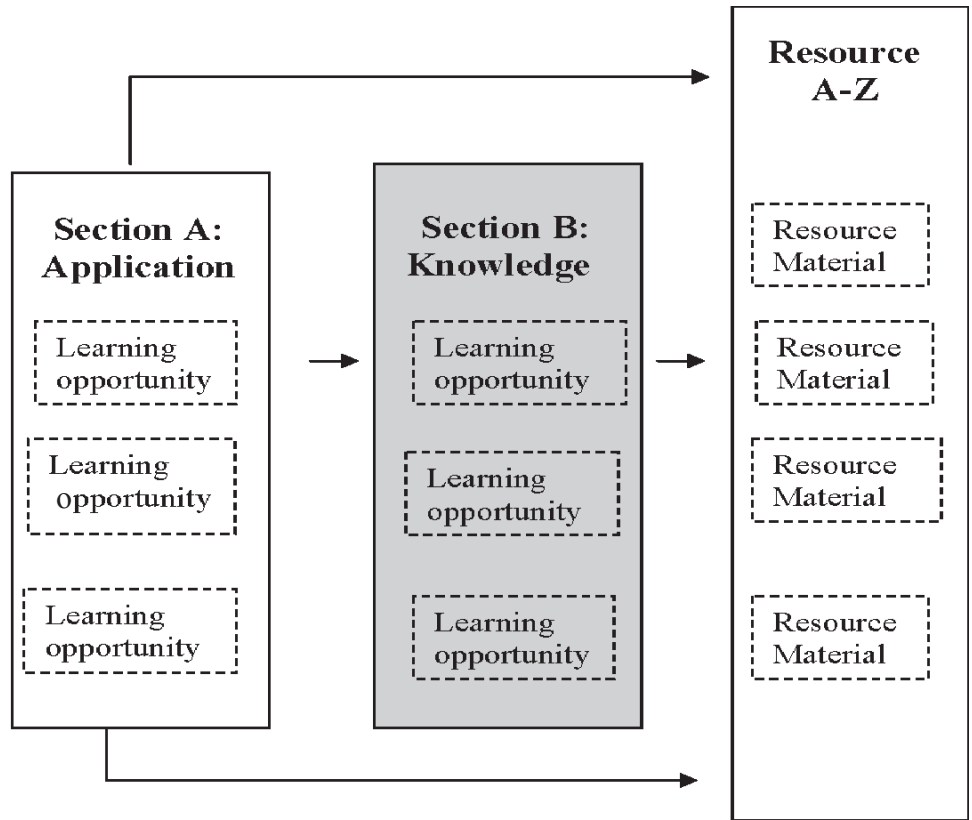 Section A:
Application
Learning
opportunity
Learning
opportunity
Learning
opportunity
Section B:
Knowledge
Learning
opportunity
Learning
opportunity
Learning
opportunity
Resource
A-Z
Resource
Material
Resource
Material
Resource
Material
Resource
Material